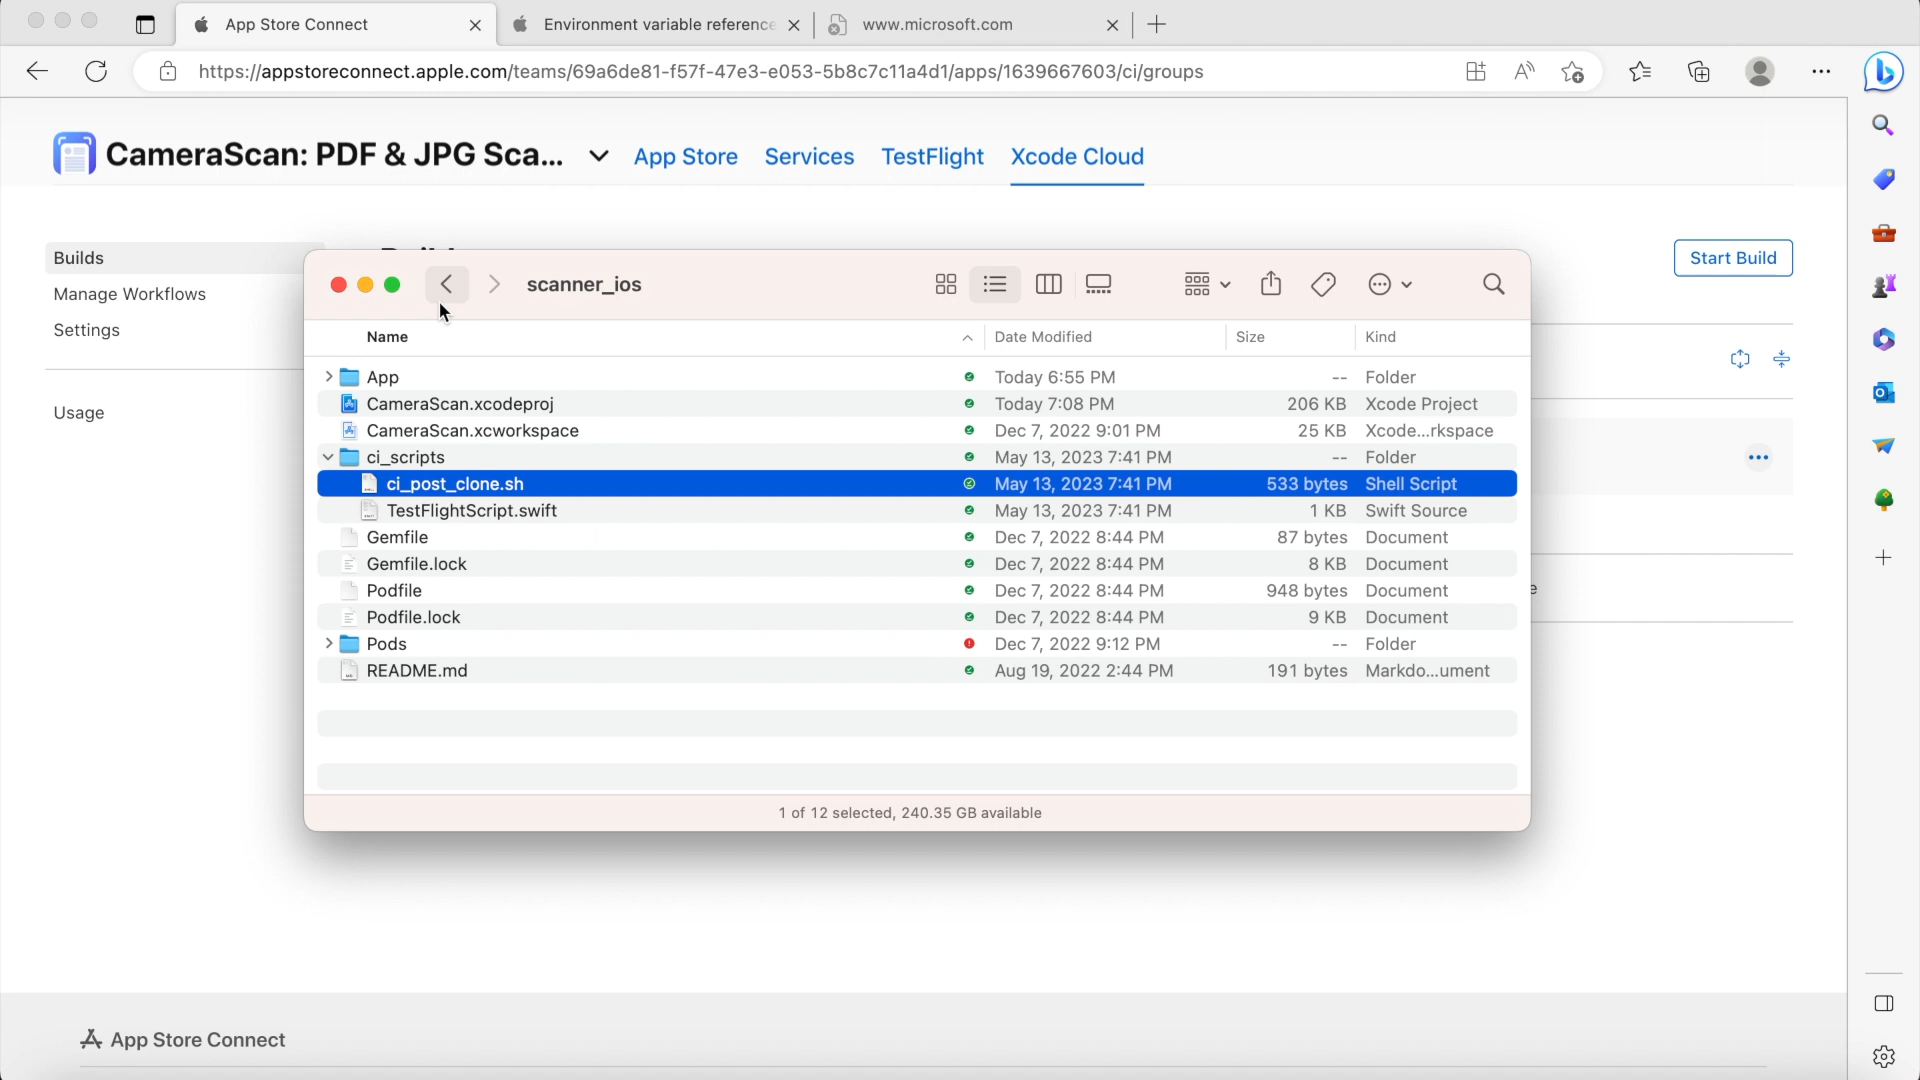 App Store Connect
Environment variable reference
www.microsoft.com
https://appstoreconnect.apple.com/teams/69a6de81-f57f-47e3-e053-5b8c7c11a4d1/apps/1639667603/ci/groups
CameraScan: PDF & JPG Sca... App Store Services TestFlight Xcode Cloud
Builds
Manage Workflows
Settings
Usage
Start Build
scanner_ios
Name Date Modified Size Kind
App Today 6:55 PM -- Folder
CameraScan.xcodeproj Today 7:08 PM 206 KB Xcode Project
CameraScan.xcworkspace Dec 7, 2022 9:01 PM 25 KB Xcode...rkspace
ci_scripts May 13, 2023 7:41 PM -- Folder
ci_post_clone.sh May 13, 2023 7:41 PM 533 bytes Shell Script
TestFlightScript.swift May 13, 2023 7:41 PM 1 KB Swift Source
Gemfile Dec 7, 2022 8:44 PM 87 bytes Document
Gemfile.lock Dec 7, 2022 8:44 PM 8 KB Document
Podfile Dec 7, 2022 8:44 PM 948 bytes Document
Podfile.lock Dec 7, 2022 8:44 PM 9 KB Document
Pods Dec 7, 2022 9:12 PM -- Folder
README.md Aug 19, 2022 2:44 PM 191 bytes Markdo...ument
1 of 12 selected, 240.35 GB available
App Store Connect